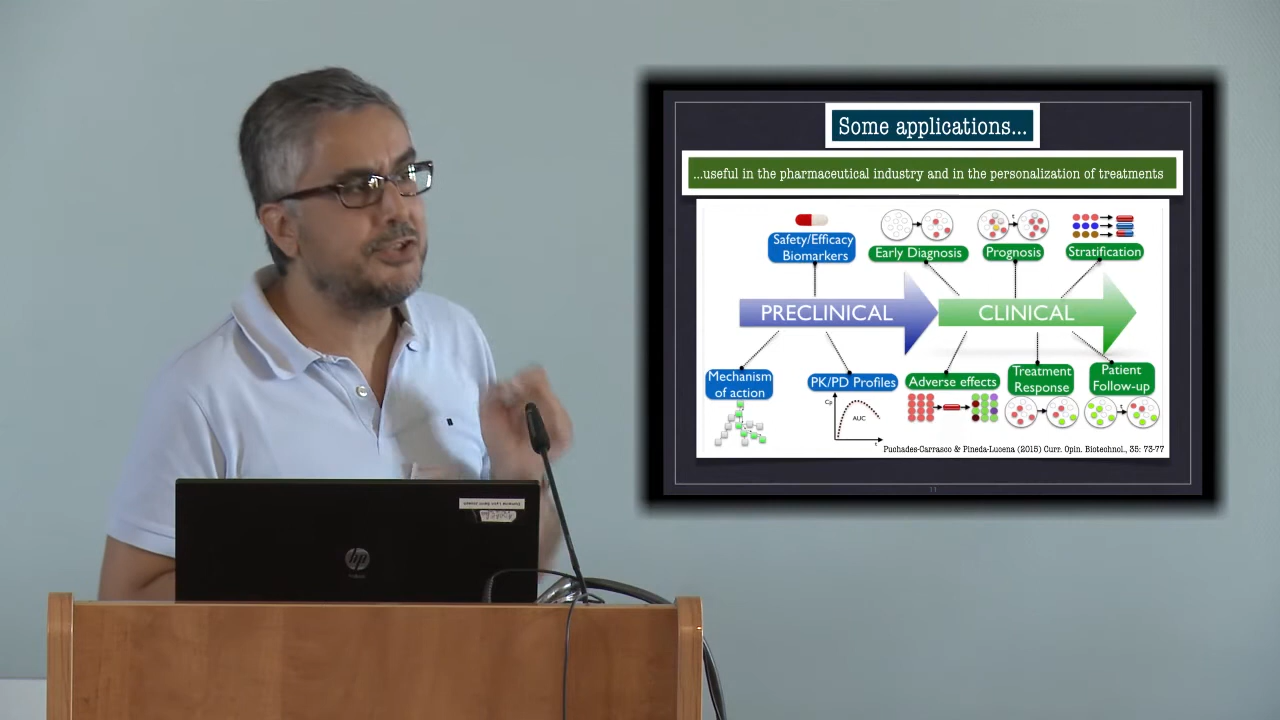 Some applications...
...useful in the pharmaceutical industry and in the personalization of treatments
Safety/Efficacy
Biomarkers
Early Diagnosis
Prognosis
Stratification
PRECLINICAL
CLINICAL
Mechanism
of action
PK/PD Profiles
Adverse effects
Treatment
Response
Patient
Follow-up
Cp
AUC
t
t
t
Puchades-Carrasco & Pineda-Lucena (2015) Curr. Opin. Biotechnol., 35: 73-77
11
hp